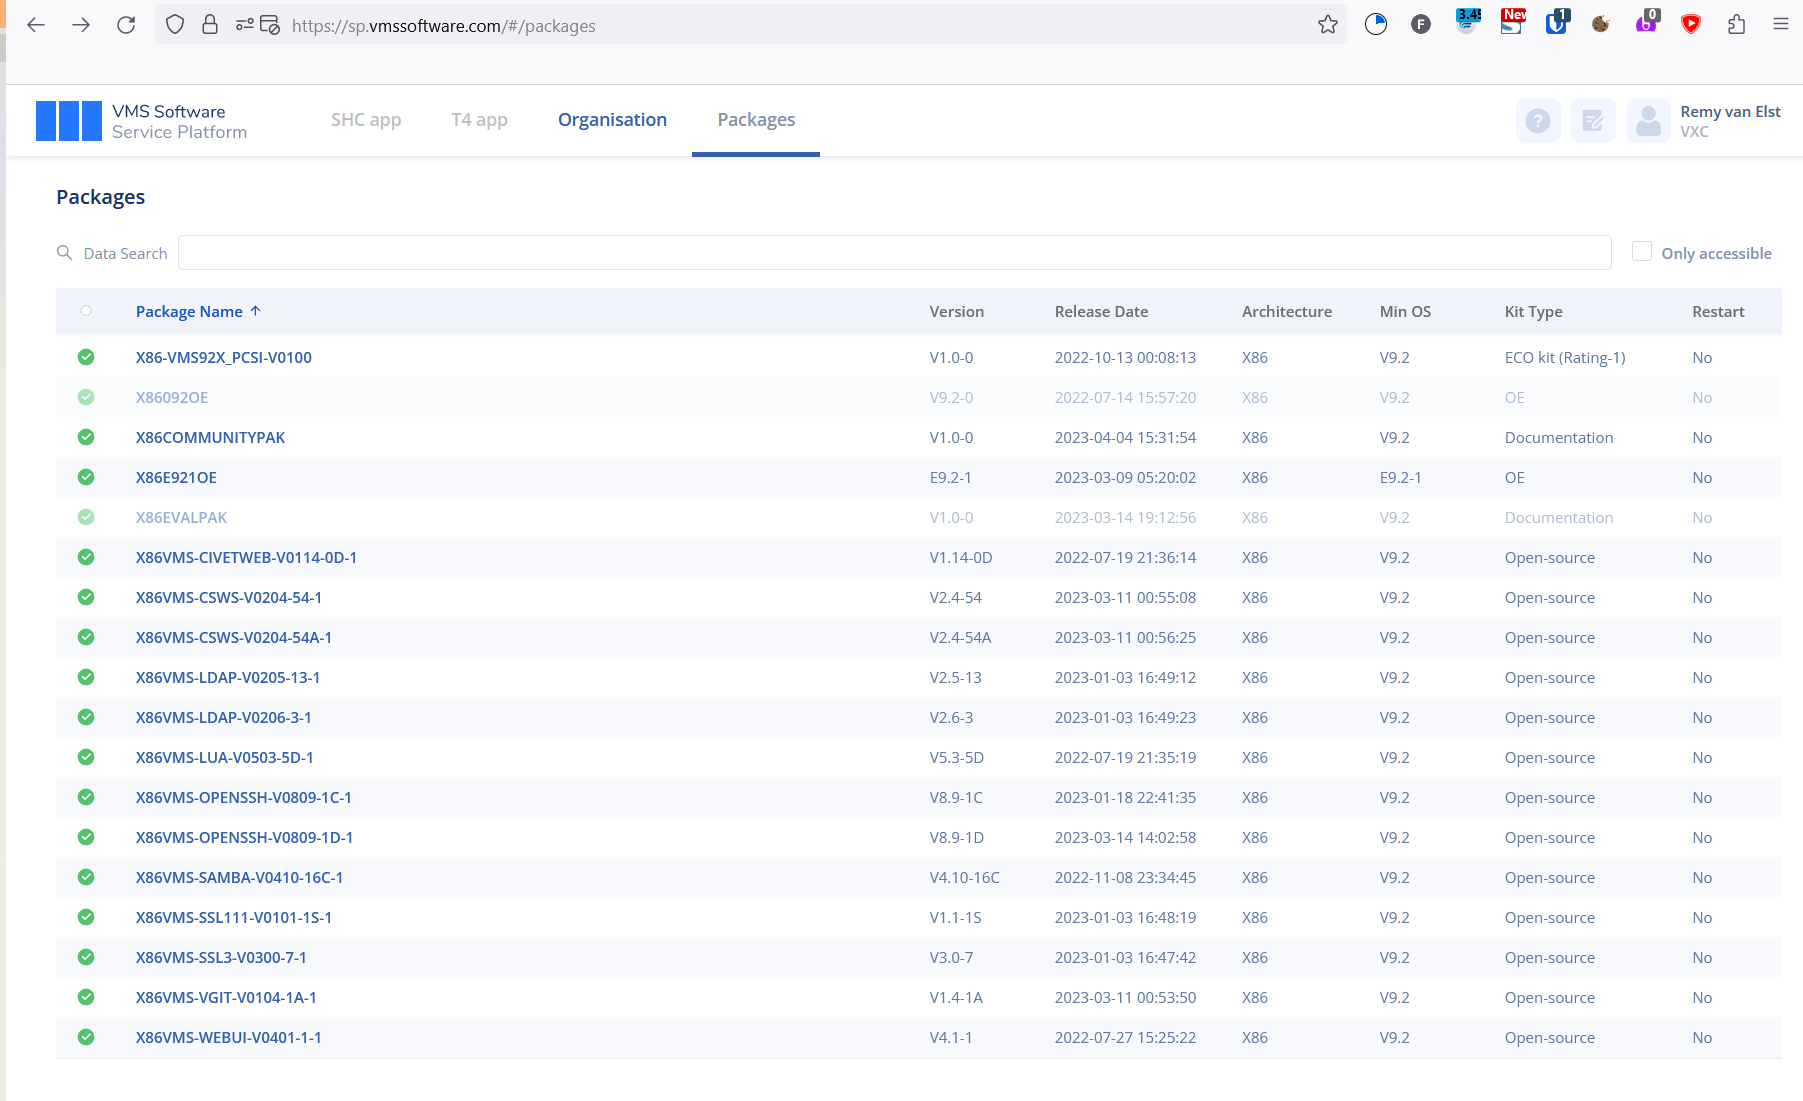 https://sp.vmssoftware.com/#/packages
F
3.45
New
1
0
VMS Software
Service Platform
SHC app
T4 app
Organisation
Packages
?
Remy van Elst
VXC
Packages
Data Search
Only accessible
Package Name ↑ Version Release Date Architecture Min OS Kit Type Restart
X86-VMS92X_PCSI-V0100 V1.0-0 2022-10-13 00:08:13 X86 V9.2 ECO kit (Rating-1) No
X86092OE V9.2-0 2022-07-14 15:57:20 X86 V9.2 OE No
X86COMMUNITYPAK V1.0-0 2023-04-04 15:31:54 X86 V9.2 Documentation No
X86E921OE E9.2-1 2023-03-09 05:20:02 X86 E9.2-1 OE No
X86EVALPAK V1.0-0 2023-03-14 19:12:56 X86 V9.2 Documentation No
X86VMS-CIVETWEB-V0114-0D-1 V1.14-0D 2022-07-19 21:36:14 X86 V9.2 Open-source No
X86VMS-CSWS-V0204-54-1 V2.4-54 2023-03-11 00:55:08 X86 V9.2 Open-source No
X86VMS-CSWS-V0204-54A-1 V2.4-54A 2023-03-11 00:56:25 X86 V9.2 Open-source No
X86VMS-LDAP-V0205-13-1 V2.5-13 2023-01-03 16:49:12 X86 V9.2 Open-source No
X86VMS-LDAP-V0206-3-1 V2.6-3 2023-01-03 16:49:23 X86 V9.2 Open-source No
X86VMS-LUA-V0503-5D-1 V5.3-5D 2022-07-19 21:35:19 X86 V9.2 Open-source No
X86VMS-OPENSSH-V0809-1C-1 V8.9-1C 2023-01-18 22:41:35 X86 V9.2 Open-source No
X86VMS-OPENSSH-V0809-1D-1 V8.9-1D 2023-03-14 14:02:58 X86 V9.2 Open-source No
X86VMS-SAMBA-V0410-16C-1 V4.10-16C 2022-11-08 23:34:45 X86 V9.2 Open-source No
X86VMS-SSL111-V0101-1S-1 V1.1-1S 2023-01-03 16:48:19 X86 V9.2 Open-source No
X86VMS-SSL3-V0300-7-1 V3.0-7 2023-01-03 16:47:42 X86 V9.2 Open-source No
X86VMS-VGIT-V0104-1A-1 V1.4-1A 2023-03-11 00:53:50 X86 V9.2 Open-source No
X86VMS-WEBUI-V0401-1-1 V4.1-1 2022-07-27 15:25:22 X86 V9.2 Open-source No